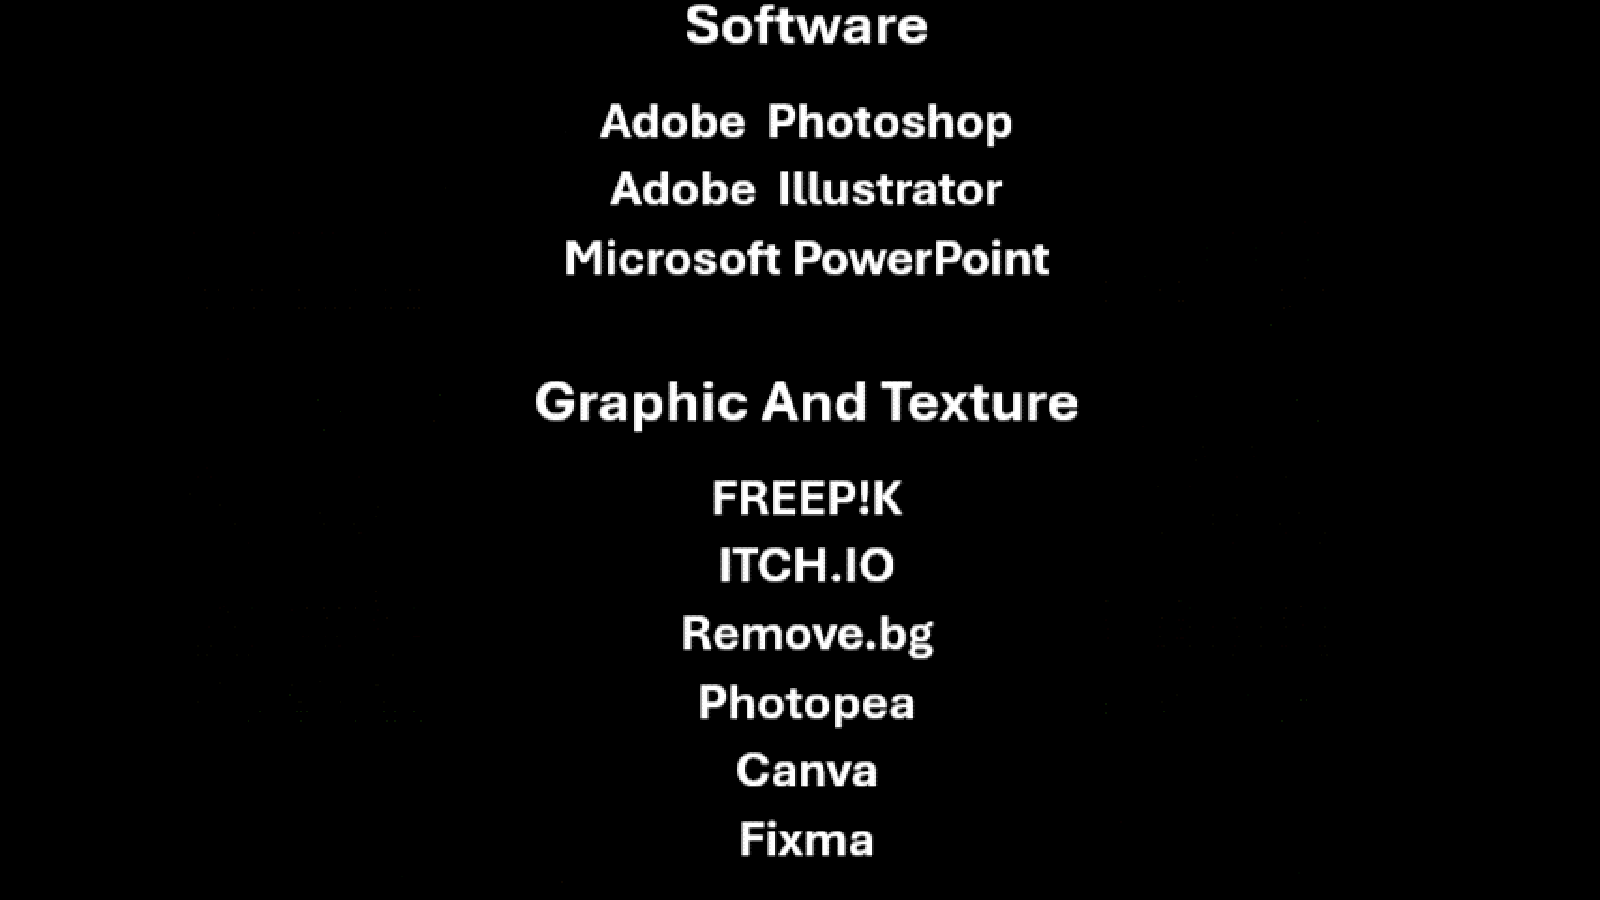 Software
Adobe Photoshop
Adobe Illustrator
Microsoft PowerPoint
Graphic And Texture
FREEP!K
ITCH.IO
Remove.bg
Photopea
Canva
Fixma